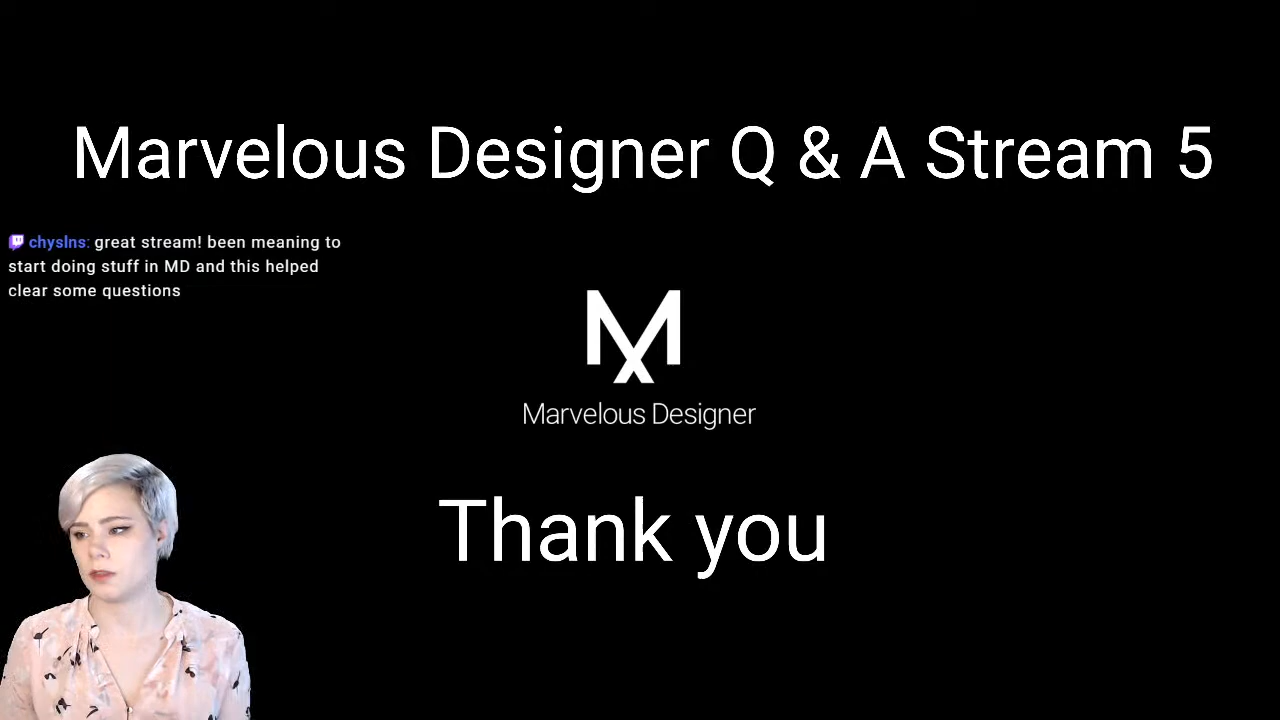 Marvelous Designer Q & A Stream 5
chyslns: great stream! been meaning to
start doing stuff in MD and this helped
clear some questions
Marvelous Designer
Thank you